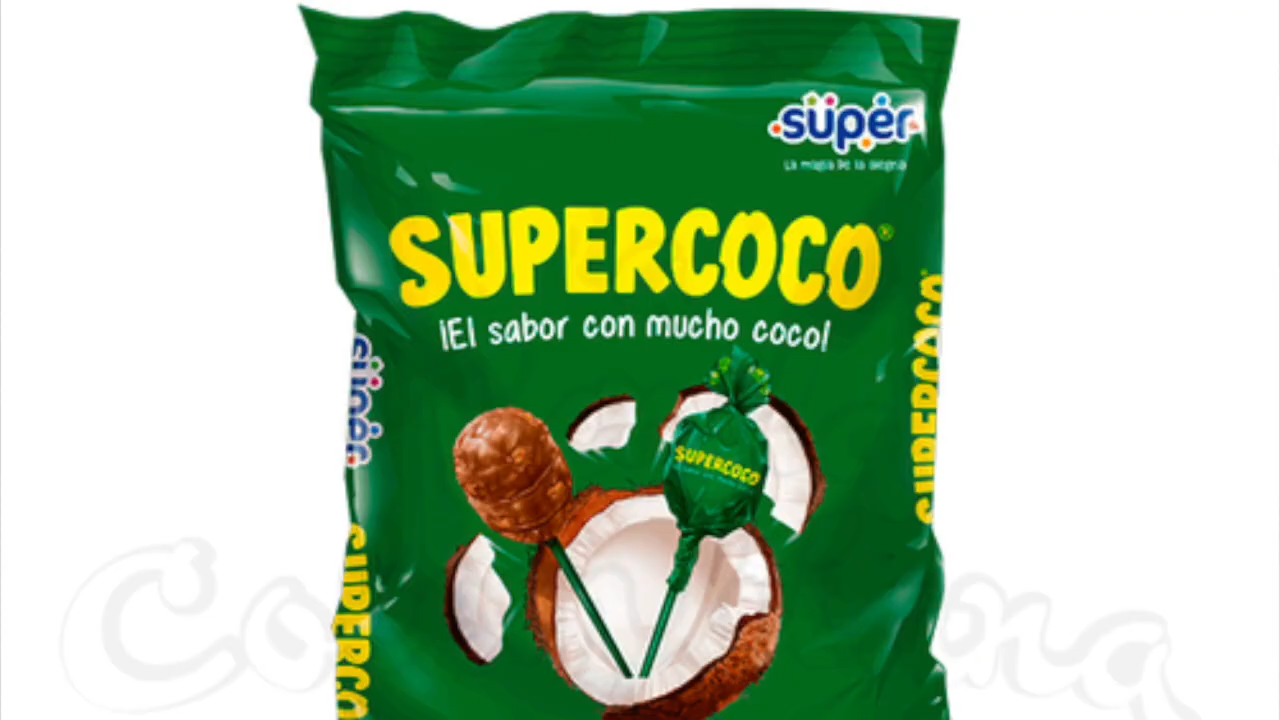 süper
La magia de la alegría
SUPERCOCO®
¡El sabor con mucho coco!
SUPERCOCO
süper
SUPERCOCO
SUPERCO